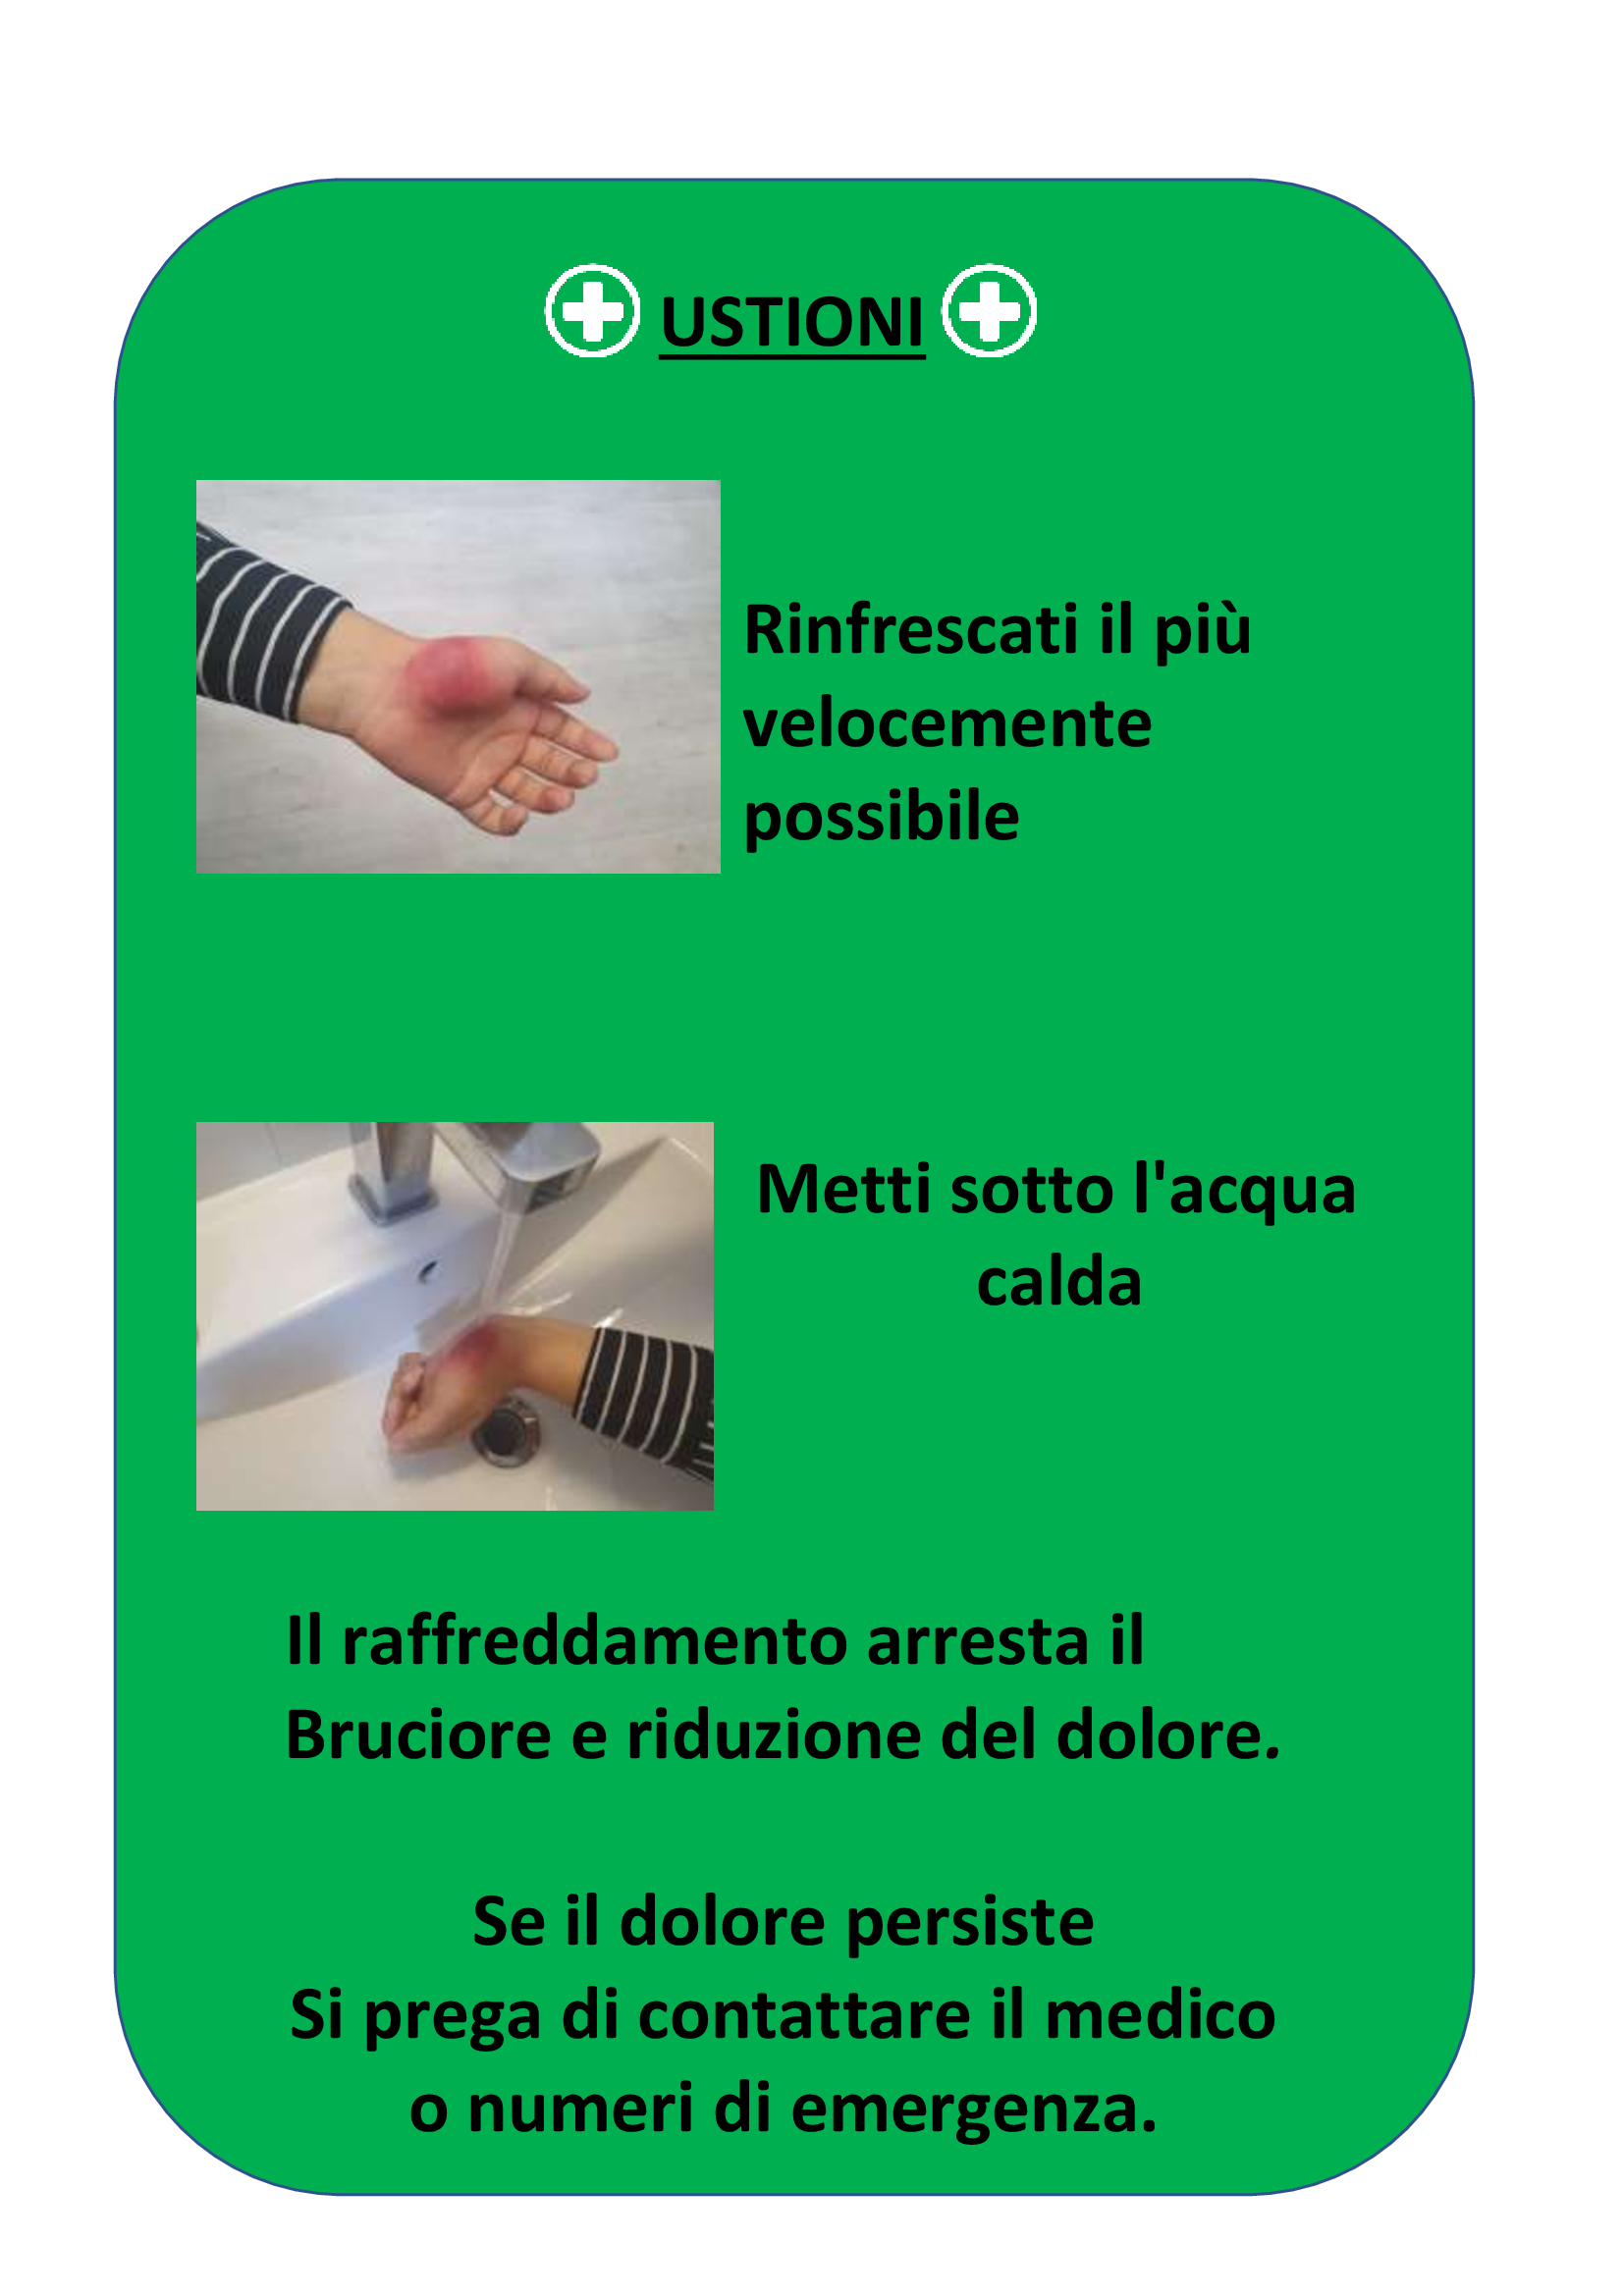 USTIONI
Rinfrescati il più
velocemente
possibile
Metti sotto l'acqua
calda
Il raffreddamento arresta il
Bruciore e riduzione del dolore.
Se il dolore persiste
Si prega di contattare il medico
o numeri di emergenza.